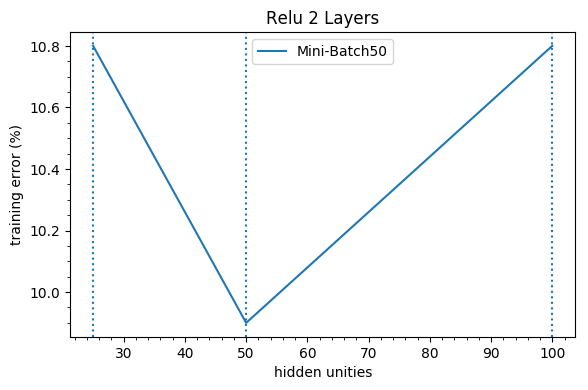 Relu 2 Layers
Mini-Batch50
training error (%)
10.8
10.6
10.4
10.2
10.0
30 40 50 60 70 80 90 100
hidden unities